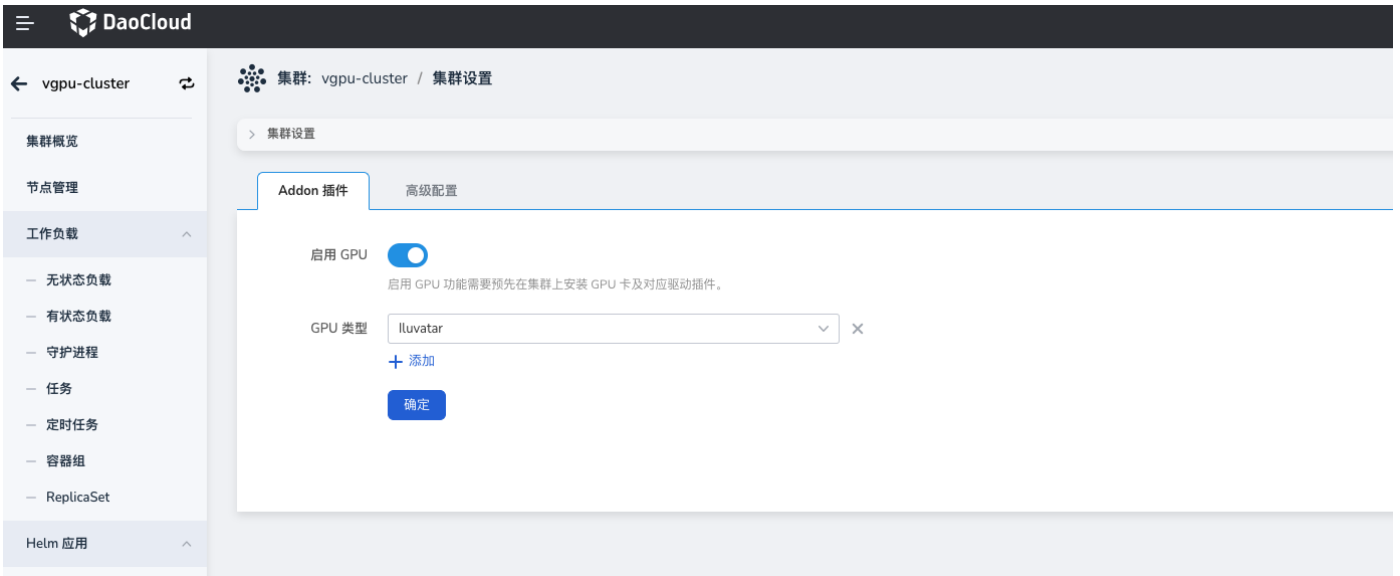 DaoCloud
vgpu-cluster
集群概览
节点管理
工作负载
无状态负载
有状态负载
守护进程
任务
定时任务
容器组
ReplicaSet
Helm 应用
集群: vgpu-cluster / 集群设置
集群设置
Addon 插件
高级配置
启用 GPU
启用 GPU 功能需要预先在集群上安装 GPU 卡及对应驱动插件。
GPU 类型
Iluvatar
添加
确定